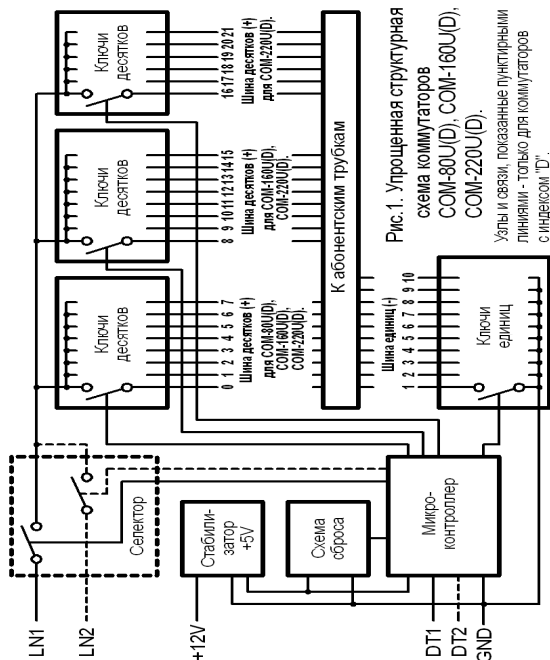 Ключи
десятков
16 17 18 19 20 21
Шина десятков (+)
для COM-220U(D).
Ключи
десятков
8 9 10 11 12 13 14 15
Шина десятков (+)
для COM-160U(D),
COM-220U(D).
Ключи
десятков
0 1 2 3 4 5 6 7
Шина десятков (+)
для COM-80U(D),
COM-160U(D),
COM-220U(D).
К абонентским трубкам
Рис.1. Упрощенная структурная
схема коммутаторов
COM-80U(D), COM-160U(D),
COM-220U(D).
Узлы и связи, показанные пунктирными
линиями - только для коммутаторов
с индексом "D".
Шина единиц (-)
1 2 3 4 5 6 7 8 9 10
Ключи
единиц
Селектор
Стабили-
затор
+5V
Схема
сброса
Микро-
контроллер
LN1
LN2
+12V
DT1
DT2
GND